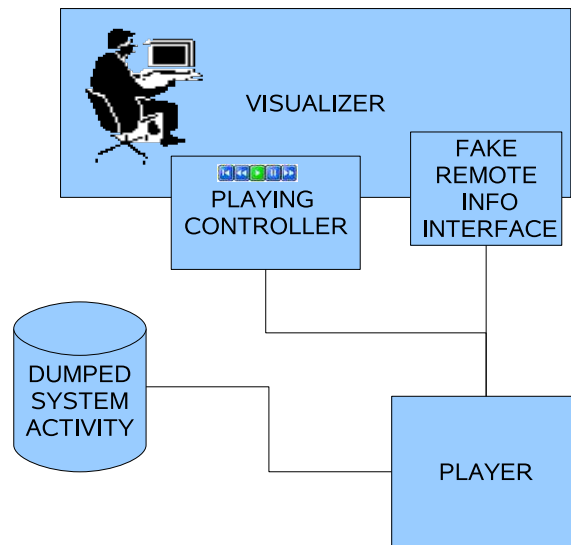 VISUALIZER
FAKE
REMOTE
INFO
INTERFACE
PLAYING
CONTROLLER
DUMPED
SYSTEM
ACTIVITY
PLAYER